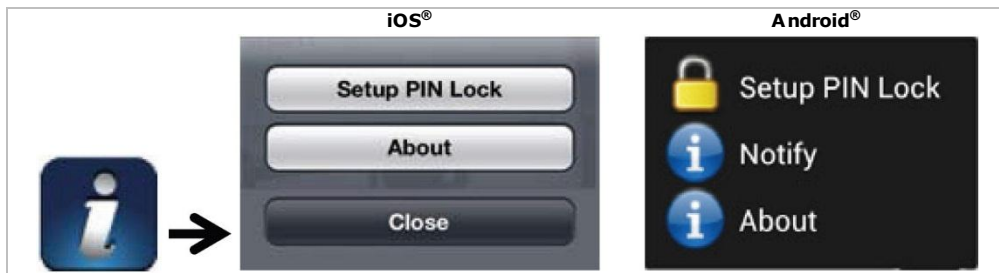 iOS® Android®
Setup PIN Lock
About
Close
Setup PIN Lock
Notify
About